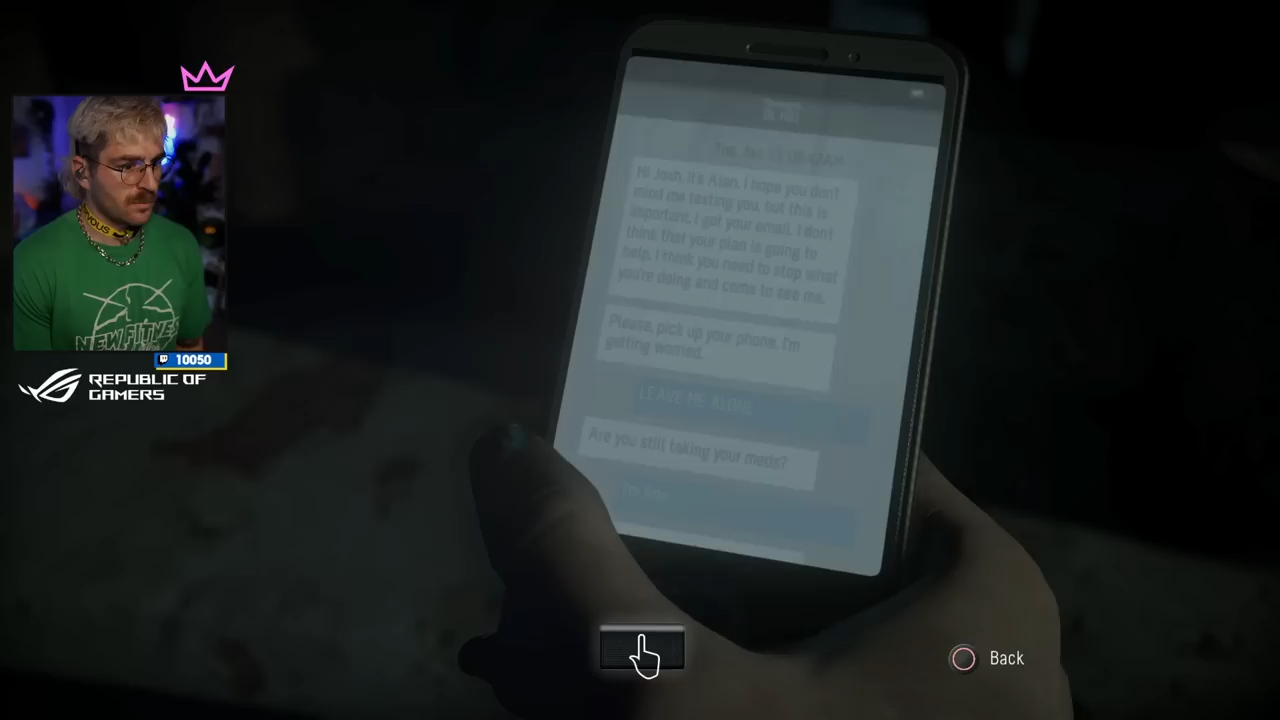 Hi Josh, it's Alan. I hope you don't
mind me texting you, but this is
important. I got your email. I don't
think that your plan is going to
help. I think you need to stop what
you're doing and come to see me.
Please, pick up your phone. I'm
getting worried.
LEAVE ME ALONE
Are you still taking your meds?
I'm fine
NEW FITNESS
10050
REPUBLIC OF
GAMERS
Back